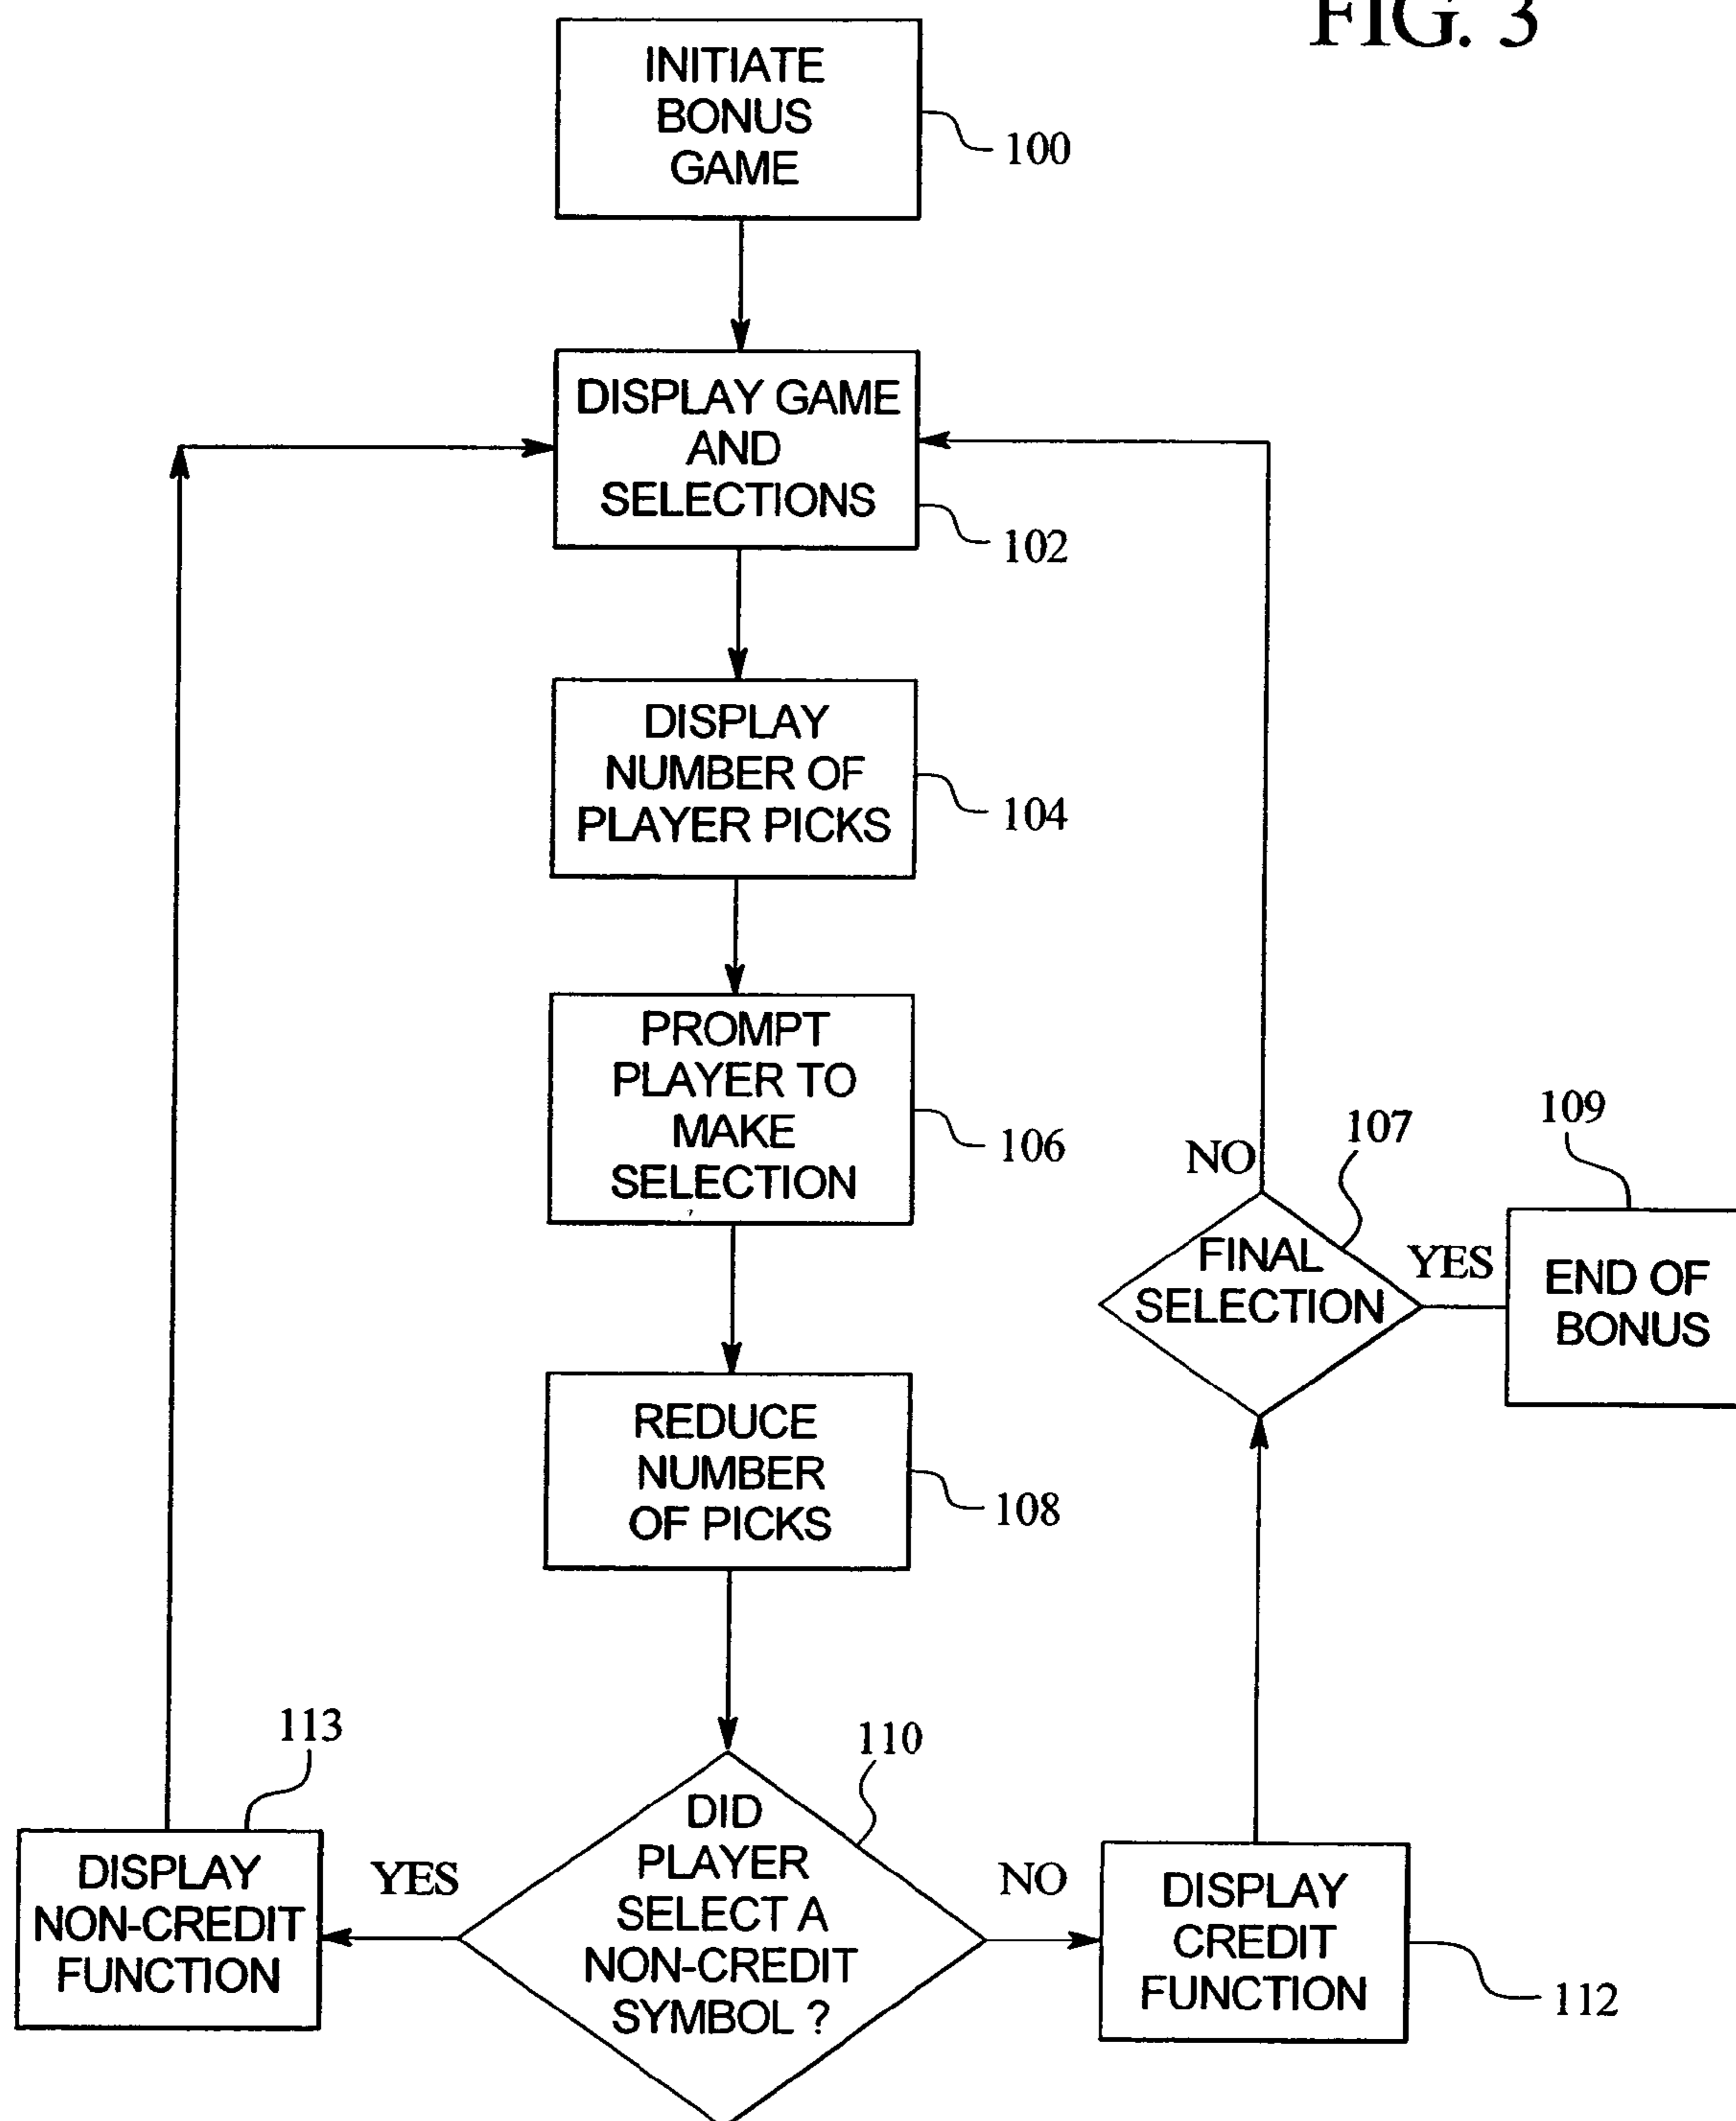 FIG. 3
INITIATE
BONUS
GAME
100
DISPLAY GAME
AND
SELECTIONS
102
DISPLAY
NUMBER OF
PLAYER PICKS
104
PROMPT
PLAYER TO
MAKE
SELECTION
106
107
109
NO
FINAL
SELECTION
YES
END OF
BONUS
REDUCE
NUMBER
OF PICKS
108
113
110
DISPLAY
NON-CREDIT
FUNCTION
YES
DID
PLAYER
SELECT A
NON-CREDIT
SYMBOL ?
NO
DISPLAY
CREDIT
FUNCTION
112